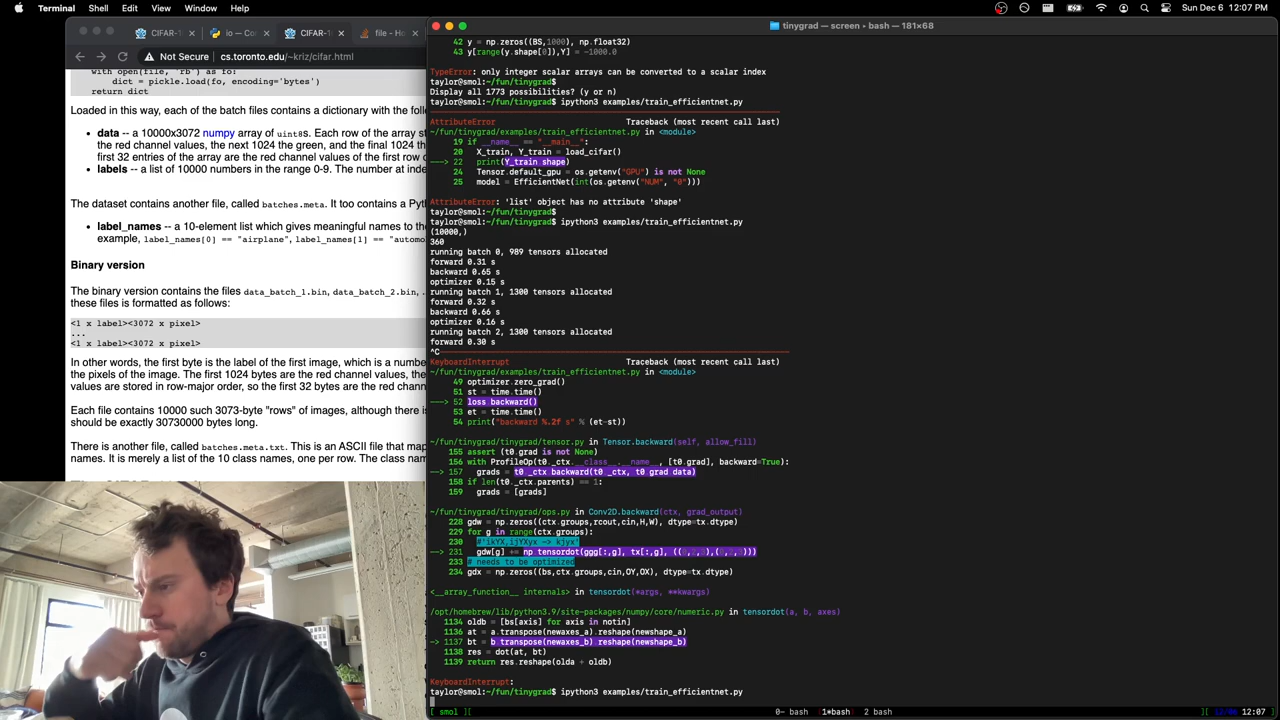 Terminal Shell Edit View Window Help
Sun Dec 6 12:07 PM
CIFAR-1
io — Co
CIFAR-1
file - H
Not Secure | cs.toronto.edu/~kriz/cifar.html
with open(file, 'rb') as fo:
dict = pickle.load(fo, encoding='bytes')
return dict
Loaded in this way, each of the batch files contains a dictionary with the
data -- a 10000x3072 numpy array of uint8s. Each row of the array
the red channel values, the next 1024 the green, and the final 1024
first 32 entries of the array are the red channel values of the first row
labels -- a list of 10000 numbers in the range 0-9. The number at
The dataset contains another file, called batches.meta. It too contains a
label_names -- a 10-element list which gives meaningful names to
example, label_names[0] == "airplane", label_names[1] ==
Binary version
The binary version contains the files data_batch_1.bin, data_batch_2.bin,
these files is formatted as follows:
<1 x label><3072 x pixel>
...
<1 x label><3072 x pixel>
In other words, the first byte is the label of the first image, which is a
the pixels of the image. The first 1024 bytes are the red channel values,
values are stored in row-major order, so the first 32 bytes are the red
Each file contains 10000 such 3073-byte "rows" of images, although there
should be exactly 30730000 bytes long.
There is another file, called batches.meta.txt. This is an ASCII file that
names. It is merely a list of the 10 class names, one per row. The class
tinygrad — screen • bash — 181×68
42 y = np.zeros((BS,1000), np.float32)
43 y[range(y.shape[0]),Y] = -1000.0
TypeError: only integer scalar arrays can be converted to a scalar index
taylor@smol:~/fun/tinygrad$
Display all 1773 possibilities? (y or n)
taylor@smol:~/fun/tinygrad$ ipython3 examples/train_efficientnet.py
AttributeError Traceback (most recent call last)
~/fun/tinygrad/examples/train_efficientnet.py in <module>
19 if __name__ == "__main__":
20 X_train, Y_train = load_cifar()
---> 22 print(Y_train shape)
24 Tensor.default_gpu = os.getenv("GPU") is not None
25 model = EfficientNet(int(os.getenv("NUM", "0")))
AttributeError: 'list' object has no attribute 'shape'
taylor@smol:~/fun/tinygrad$
taylor@smol:~/fun/tinygrad$ ipython3 examples/train_efficientnet.py
(10000,)
360
running batch 0, 989 tensors allocated
forward 0.31 s
backward 0.65 s
optimizer 0.15 s
running batch 1, 1300 tensors allocated
forward 0.32 s
backward 0.66 s
optimizer 0.16 s
running batch 2, 1300 tensors allocated
forward 0.30 s
^C
KeyboardInterrupt Traceback (most recent call last)
~/fun/tinygrad/examples/train_efficientnet.py in <module>
49 optimizer.zero_grad()
51 st = time.time()
---> 52 loss backward()
53 et = time.time()
54 print("backward %.2f s" % (et-st))
~/fun/tinygrad/tinygrad/tensor.py in Tensor.backward(self, allow_fill)
155 assert (t0.grad is not None)
156 with ProfileOp(t0._ctx.__class__.__name__, [t0.grad], backward=True):
--> 157 grads = t0 _ctx backward(t0 _ctx, t0 grad data)
158 if len(t0._ctx.parents) == 1:
159 grads = [grads]
~/fun/tinygrad/tinygrad/ops.py in Conv2D.backward(ctx, grad_output)
228 gdw = np.zeros((ctx.groups,rcout,cin,H,W), dtype=tx.dtype)
229 for g in range(ctx.groups):
230 #'ikYX,ijYXyx -> kjyx'
--> 231 gdw[g] += np tensordot(ggg[:,g], tx[:,g], ((
233 # needs to be optimized
234 gdx = np.zeros((bs,ctx.groups,cin,OY,OX), dtype=tx.dtype)
<__array_function__ internals> in tensordot(*args, **kwargs)
/opt/homebrew/lib/python3.9/site-packages/numpy/core/numeric.py in tensordot(a, b, axes)
1134 oldb = [bs[axis] for axis in notin]
1136 at = a.transpose(newaxes_a).reshape(newshape_a)
-> 1137 bt = b transpose(newaxes_b) reshape(newshape_b)
1138 res = dot(at, bt)
1139 return res.reshape(olda + oldb)
KeyboardInterrupt:
taylor@smol:~/fun/tinygrad$ ipython3 examples/train_efficientnet.py
[ smol ][ 0- bash (1*bash) 2 bash ][ 12:07